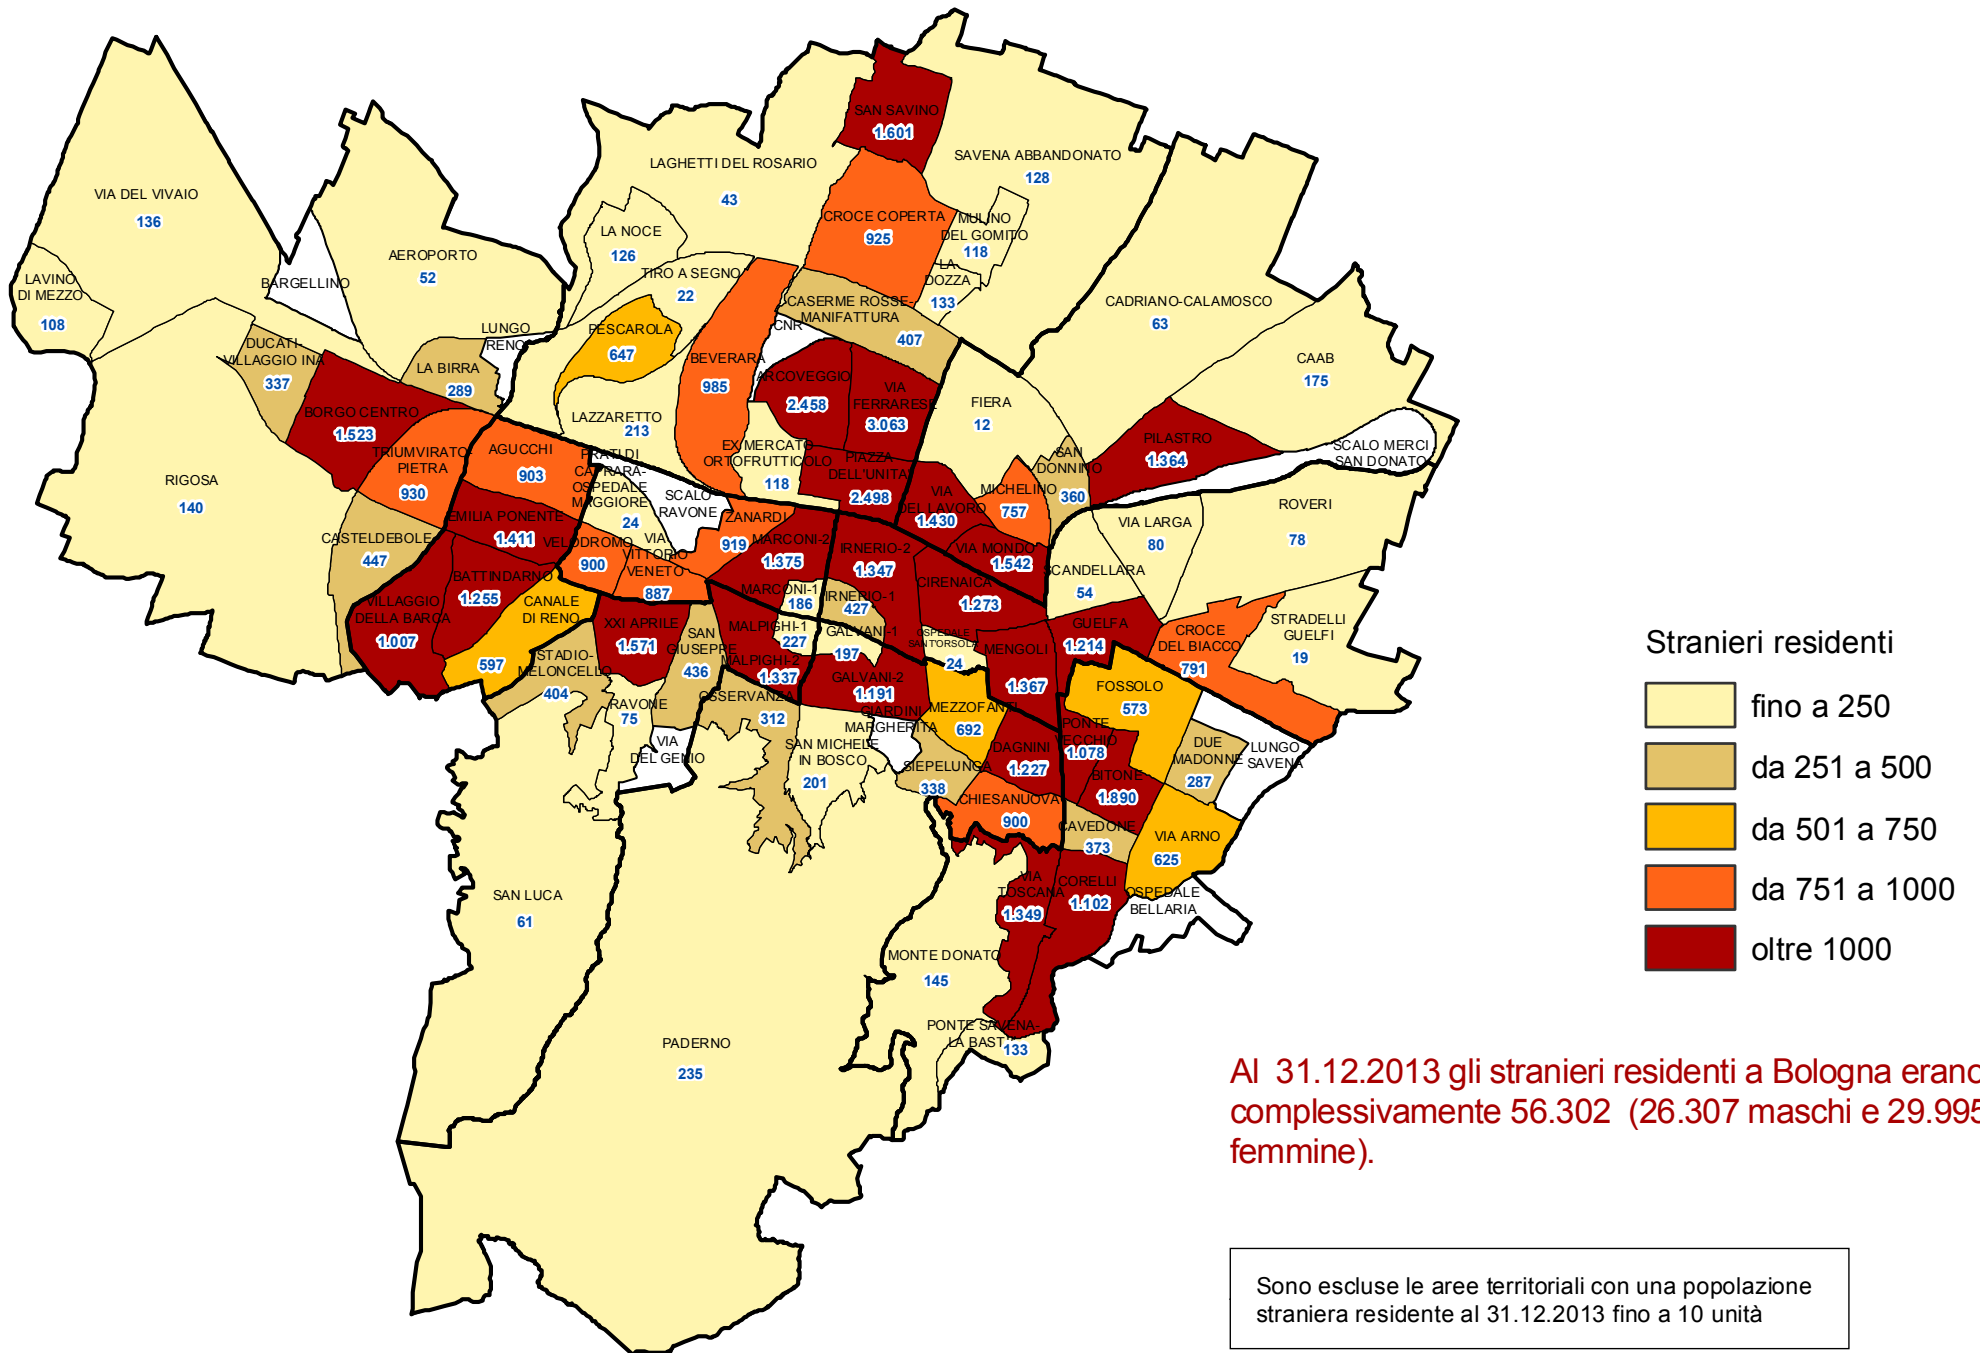 SAN SAVINO
1.601
LAGHETTI DEL ROSARIO
43
SAVENA ABBANDONATO
128
VIA DEL VIVAIO
136
CROCE COPERTA
925
MULINO
DEL GOMITO
118
LA NOCE
126
AEROPORTO
52
BARGELLINO
TIRO A SEGNO
22
LA
DOZZA
133
LAVINO
DI MEZZO
108
CADRIANO-CALAMOSCO
63
CASERME ROSSE-
MANIFATTURA
407
CNR
LUNGO
RENO
PESCAROLA
647
DUCATI-
VILLAGGIO INA
337
LA BIRRA
289
BEVERARA
985
CAAB
175
ARCOVEGGIO
2.458
VIA
FERRARESE
3.063
FIERA
12
BORGO CENTRO
1.523
LAZZARETTO
213
PILASTRO
1.364
SCALO MERCI
SAN DONATO
TRIUMVIRATO-
PIETRA
930
AGUCCHI
903
PRATI DI
CAPRARA-
OSPEDALE
MAGGIORE
24
EX MERCATO
ORTOFRUTTICOLO
118
PIAZZA
DELL'UNITA'
2.498
SAN
DONNINO
360
RIGOSA
140
SCALO
RAVONE
VIA
DEL LAVORO
1.430
MICHELINO
757
ROVERI
78
VIA LARGA
80
EMILIA PONENTE
1.411
ZANARDI
919
CASTELDEBOLE
447
VELODROMO
900
VIA
VITTORIO
VENETO
887
MARCONI-2
1.375
IRNERIO-2
1.347
VIA MONDO
1.542
SCANDELLARA
54
BATTINDARNO
1.255
CIRENAICA
1.273
MARCONI-1
186
IRNERIO-1
427
VILLAGGIO
DELLA BARCA
1.007
CANALE
DI RENO
597
XXI APRILE
1.571
SAN
GIUSEPPE
436
MALPIGHI-1
227
GALVANI-1
197
OSPEDALE
SANT'ORSOLA
24
MENGOLI
1.367
GUELFA
1.214
CROCE
DEL BIACCO
791
STRADELLI
GUELFI
19
STADIO-
MELONCELLO
404
MALPIGHI-2
1.337
GALVANI-2
1.191
FOSSOLO
573
RAVONE
75
OSSERVANZA
312
GIARDINI
MARGHERITA
MEZZOFANTI
692
VIA
DEL GENIO
SAN MICHELE
IN BOSCO
201
DAGNINI
1.227
PONTE
VECCHIO
1.078
DUE
MADONNE
287
LUNGO
SAVENA
SIEPELUNGA
338
BITONE
1.890
CHIESANUOVA
900
CAVEDONE
373
VIA ARNO
625
SAN LUCA
61
VIA
TOSCANA
1.349
CORELLI
1.102
OSPEDALE
BELLARIA
MONTE DONATO
145
PONTE SAVENA-
LA BAST
133
PADERNO
235
Stranieri residenti
fino a 250
da 251 a 500
da 501 a 750
da 751 a 1000
oltre 1000
Al 31.12.2013 gli stranieri residenti a Bologna erano
complessivamente 56.302 (26.307 maschi e 29.995
femmine).
Sono escluse le aree territoriali con una popolazione
straniera residente al 31.12.2013 fino a 10 unità